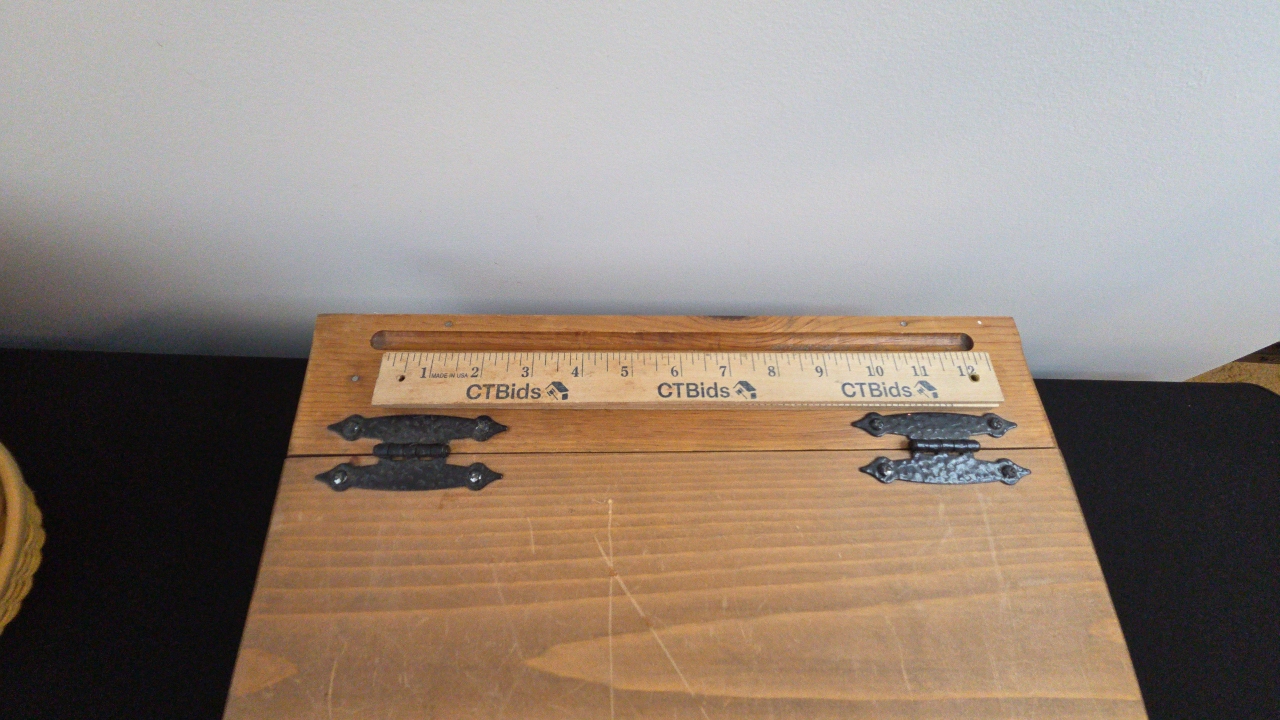 1 MADE IN USA 2 3 4 5 6 7 8 9 10 11 12
CTBids CTBids CTBids